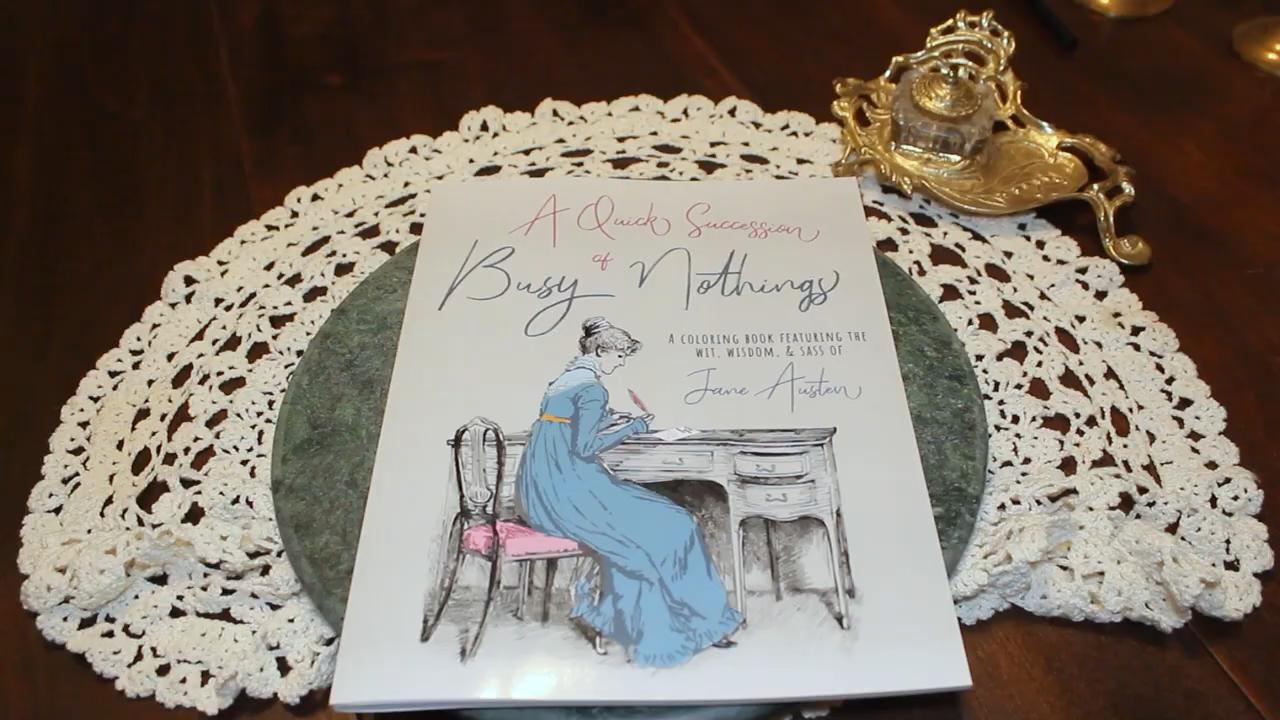 A Quick Succession
of
Busy Nothings
A COLORING BOOK FEATURING THE
WIT, WISDOM, & SASS OF
Jane Austen